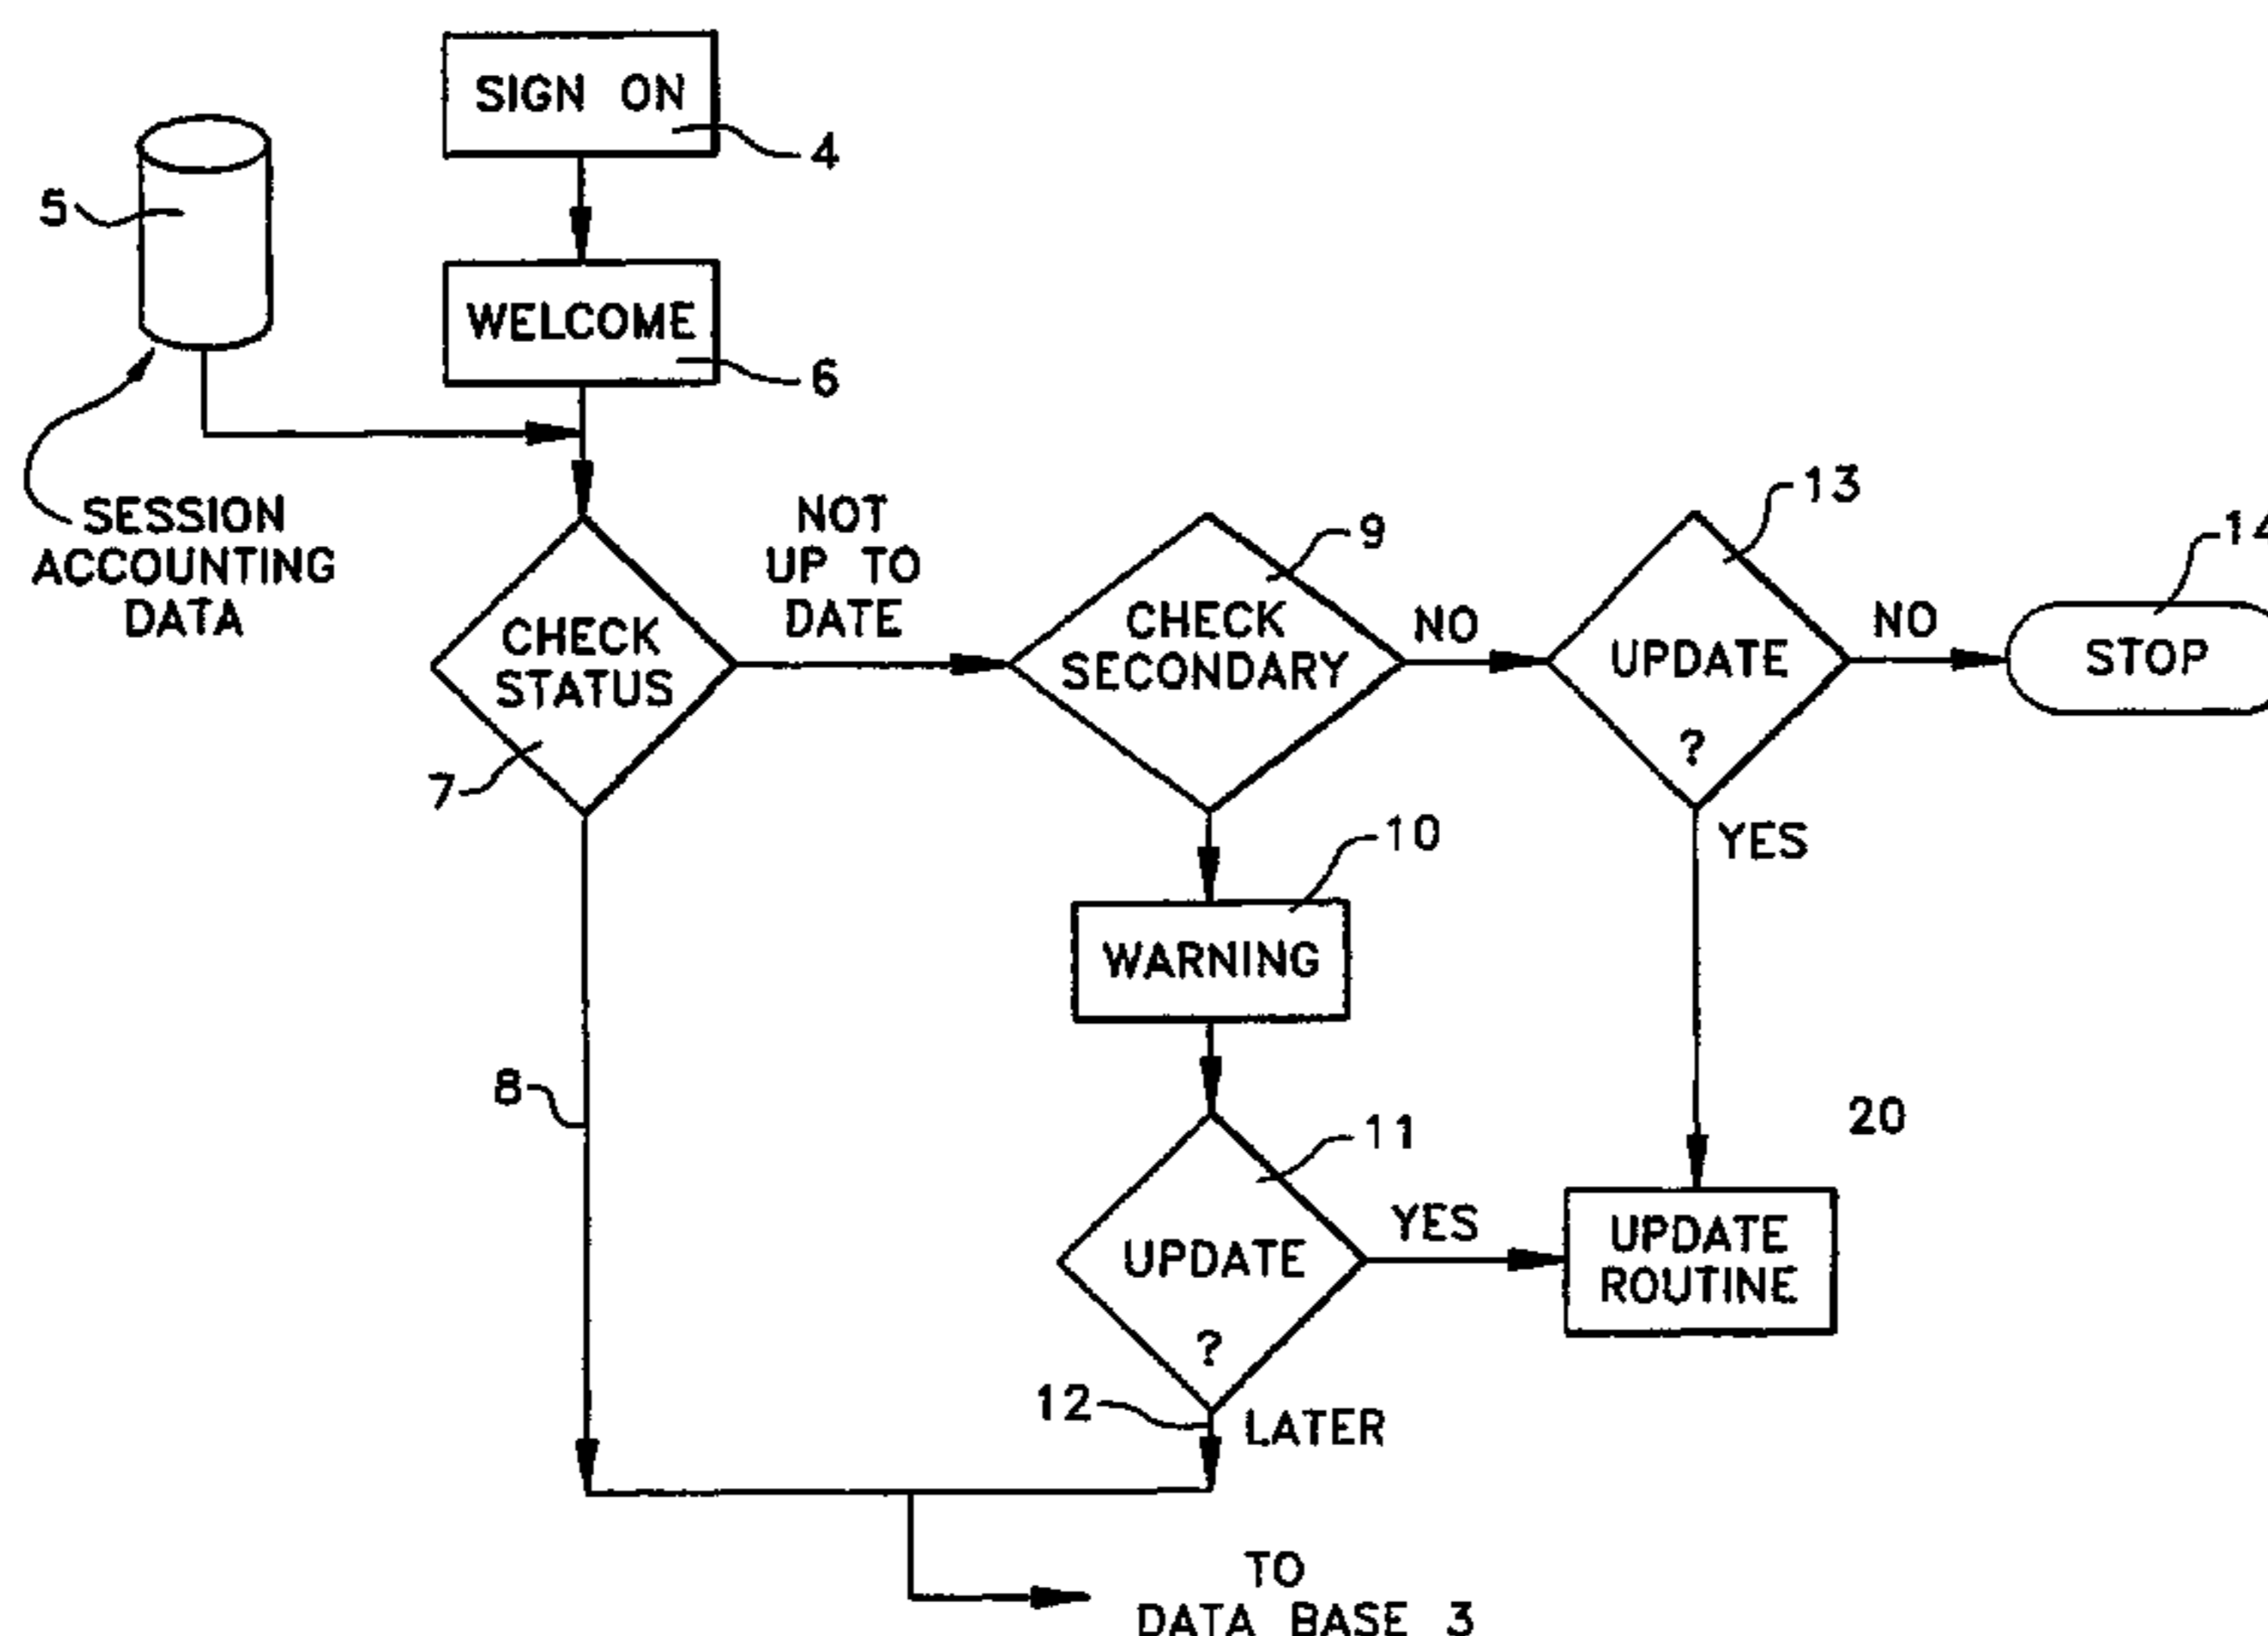 SIGN ON
4
5
WELCOME
6
SESSION
ACCOUNTING
DATA
CHECK
STATUS
7
NOT
UP TO
DATE
CHECK
SECONDARY
9
NO
UPDATE
?
13
NO
STOP
14
YES
WARNING
10
8
UPDATE
?
11
YES
20
UPDATE
ROUTINE
12
LATER
TO
DATA BASE 3